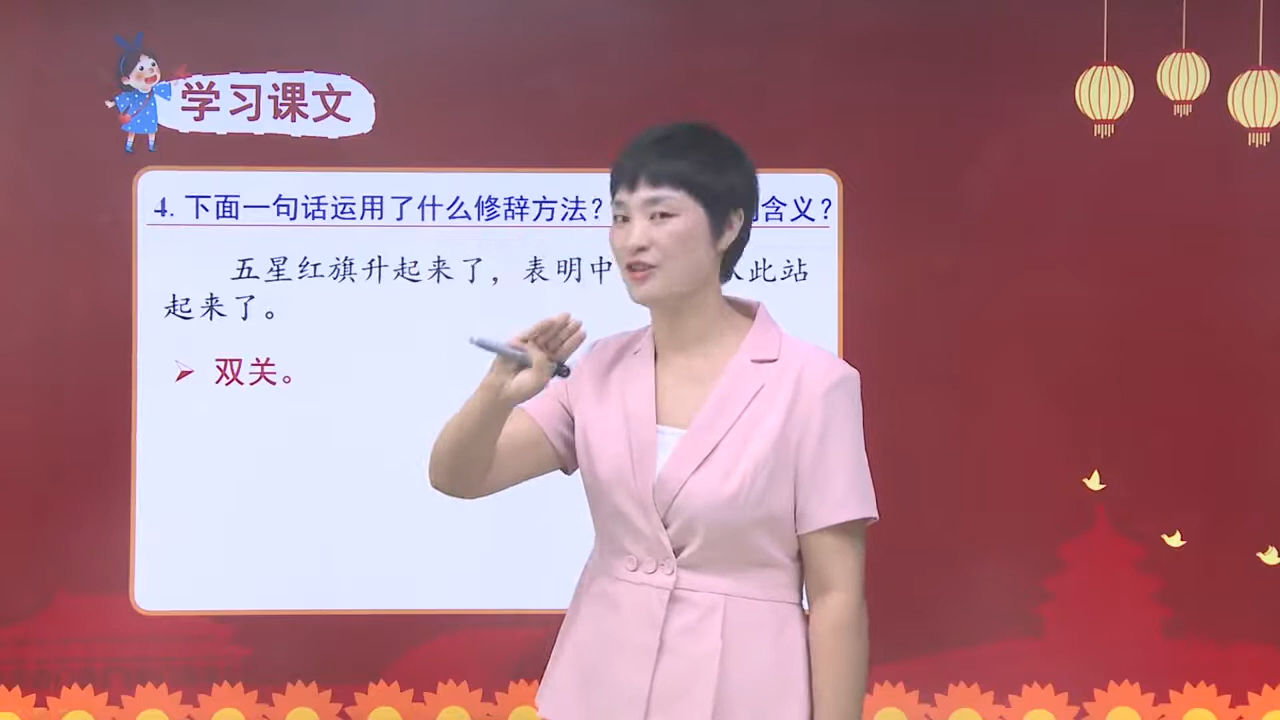 学习课文
4. 下面一句话运用了什么修辞方法？含义？
五星红旗升起来了，表明中从此站
起来了。
双关。